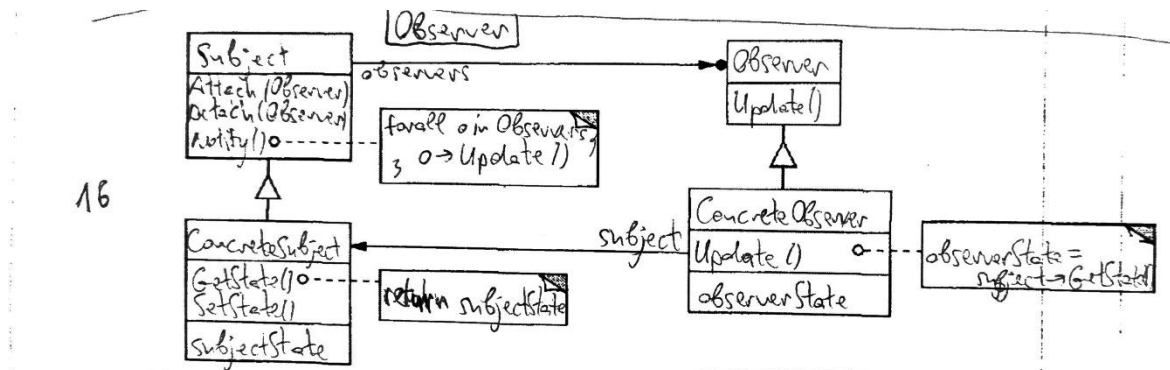 Observer
Subject
Attach(Observer)
Detach(Observer)
Notify()
observers
forall o in Observers {
} o→Update()
Observer
Update()
16
ConcreteSubject
GetState()
SetState()
subjectState
return subjectState
subject
ConcreteObserver
Update()
observerState
observerState =
subject→GetState()